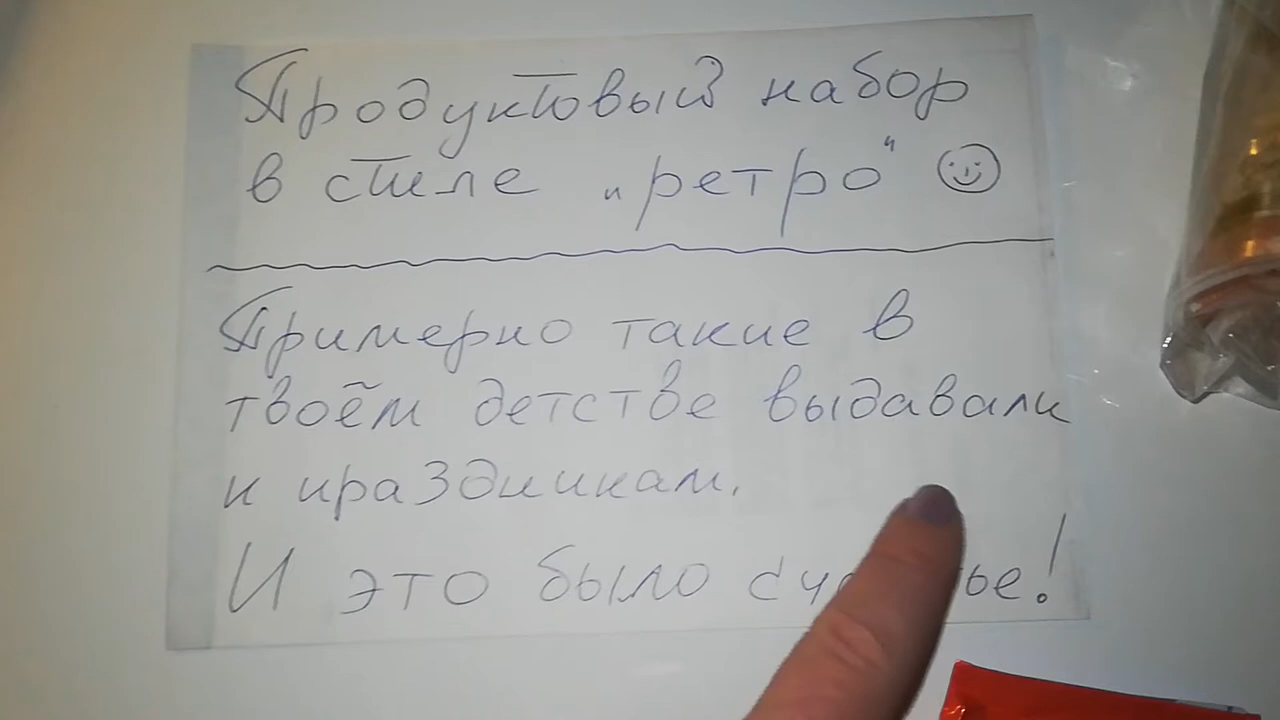 Продуктовый набор
в стиле „ретро“
Примерно такие в
твоём детстве выдавали
к праздникам.
И это было